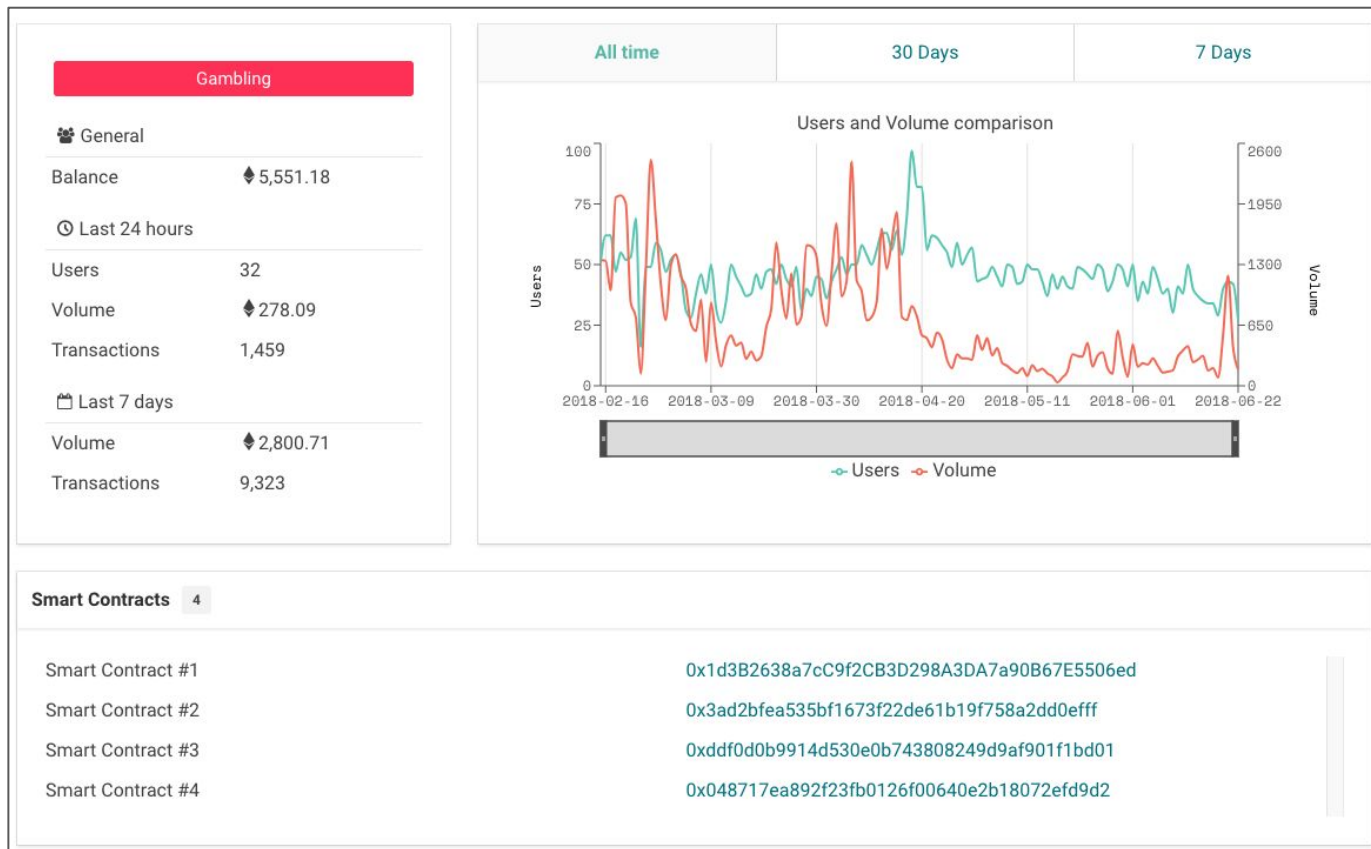 Gambling
General
Balance 5,551.18
Last 24 hours
Users 32
Volume 278.09
Transactions 1,459
Last 7 days
Volume 2,800.71
Transactions 9,323
All time 30 Days 7 Days
Users and Volume comparison
100 2600
75 1950
50 1300
25 650
0 0
Users
Volume
2018-02-16 2018-03-09 2018-03-30 2018-04-20 2018-05-11 2018-06-01 2018-06-22
Users Volume
Smart Contracts 4
Smart Contract #1 0x1d3B2638a7cC9f2CB3D298A3DA7a90B67E5506ed
Smart Contract #2 0x3ad2bfea535bf1673f22de61b19f758a2dd0efff
Smart Contract #3 0xddf0d0b9914d530e0b743808249d9af901f1bd01
Smart Contract #4 0x048717ea892f23fb0126f00640e2b18072efd9d2